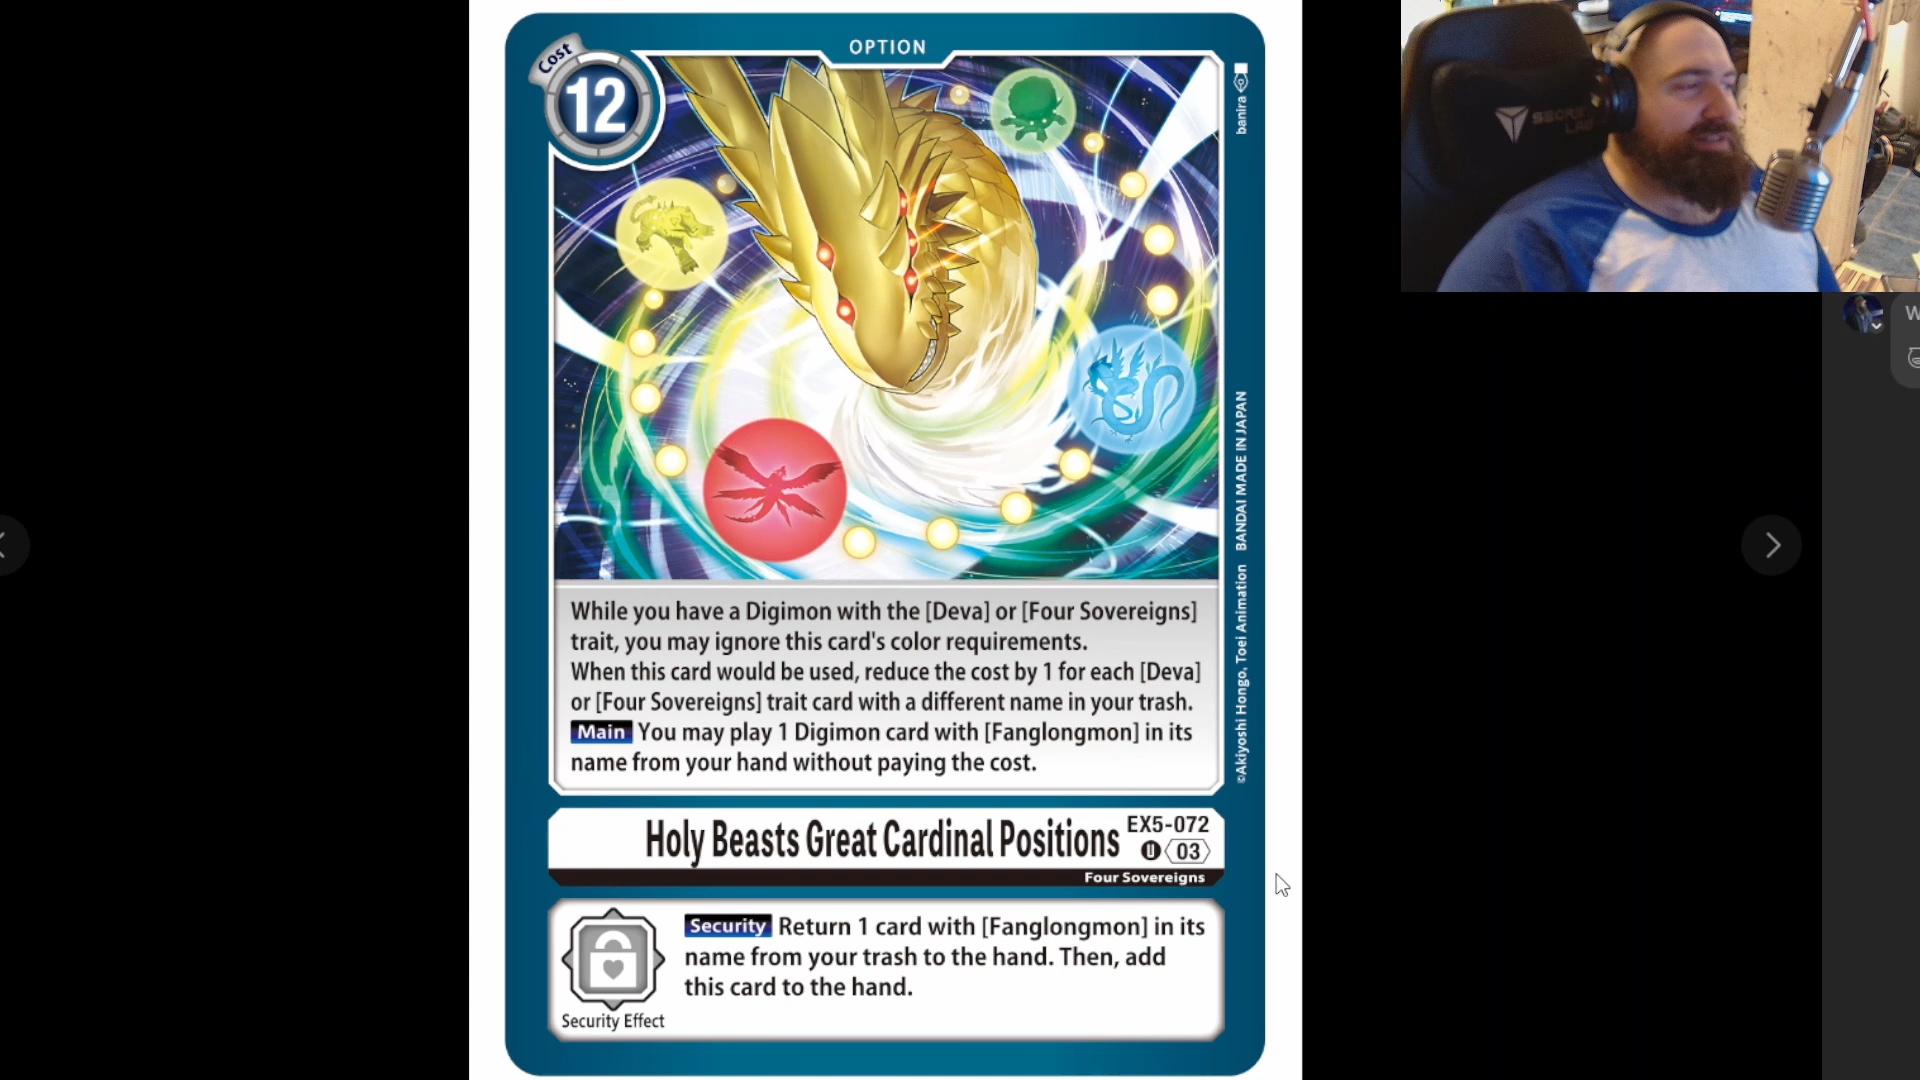 OPTION
Cost
12
banira
©Akiyoshi Hongo, Toei Animation BANDAI MADE IN JAPAN
While you have a Digimon with the [Deva] or [Four Sovereigns]
trait, you may ignore this card's color requirements.
When this card would be used, reduce the cost by 1 for each [Deva]
or [Four Sovereigns] trait card with a different name in your trash.
Main You may play 1 Digimon card with [Fanglongmon] in its
name from your hand without paying the cost.
Holy Beasts Great Cardinal Positions
EX5-072
U 03
Four Sovereigns
Security Return 1 card with [Fanglongmon] in its
name from your trash to the hand. Then, add
this card to the hand.
Security Effect
W